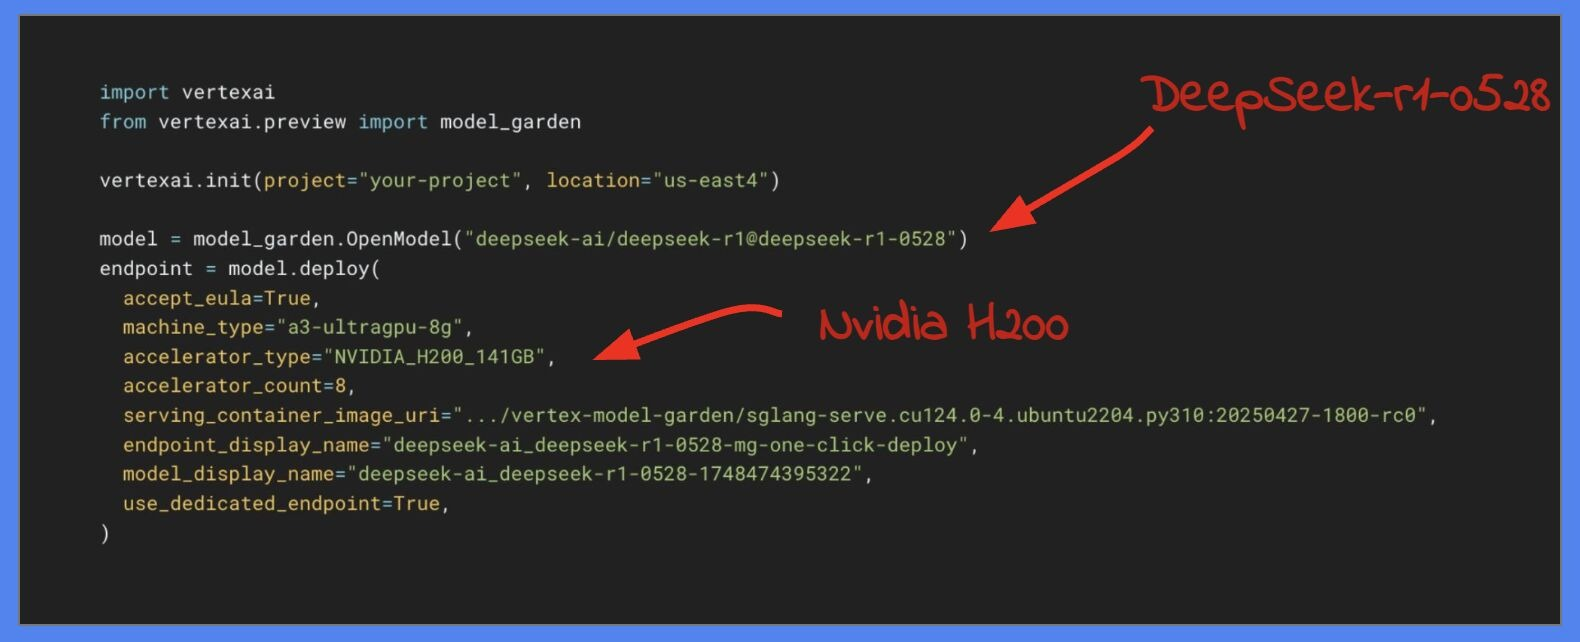 import vertexai
from vertexai.preview import model_garden
DeepSeek-r1-0528
vertexai.init(project="your-project", location="us-east4")
model = model_garden.OpenModel("deepseek-ai/deepseek-r1@deepseek-r1-0528")
endpoint = model.deploy(
accept_eula=True,
machine_type="a3-ultragpu-8g",
Nvidia H200
accelerator_type="NVIDIA_H200_141GB",
accelerator_count=8,
serving_container_image_uri=".../vertex-model-garden/sglang-serve.cu124.0-4.ubuntu2204.py310:20250427-1800-rc0",
endpoint_display_name="deepseek-ai_deepseek-r1-0528-mg-one-click-deploy",
model_display_name="deepseek-ai_deepseek-r1-0528-1748474395322",
use_dedicated_endpoint=True,
)